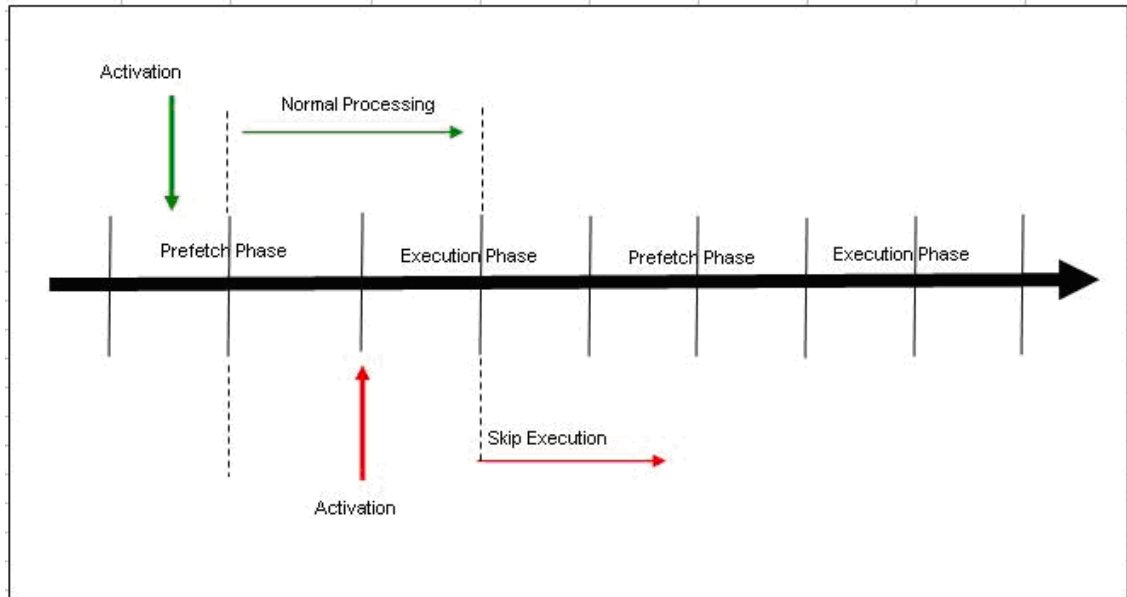 Activation
Normal Processing
Prefetch Phase
Execution Phase
Prefetch Phase
Execution Phase
Skip Execution
Activation